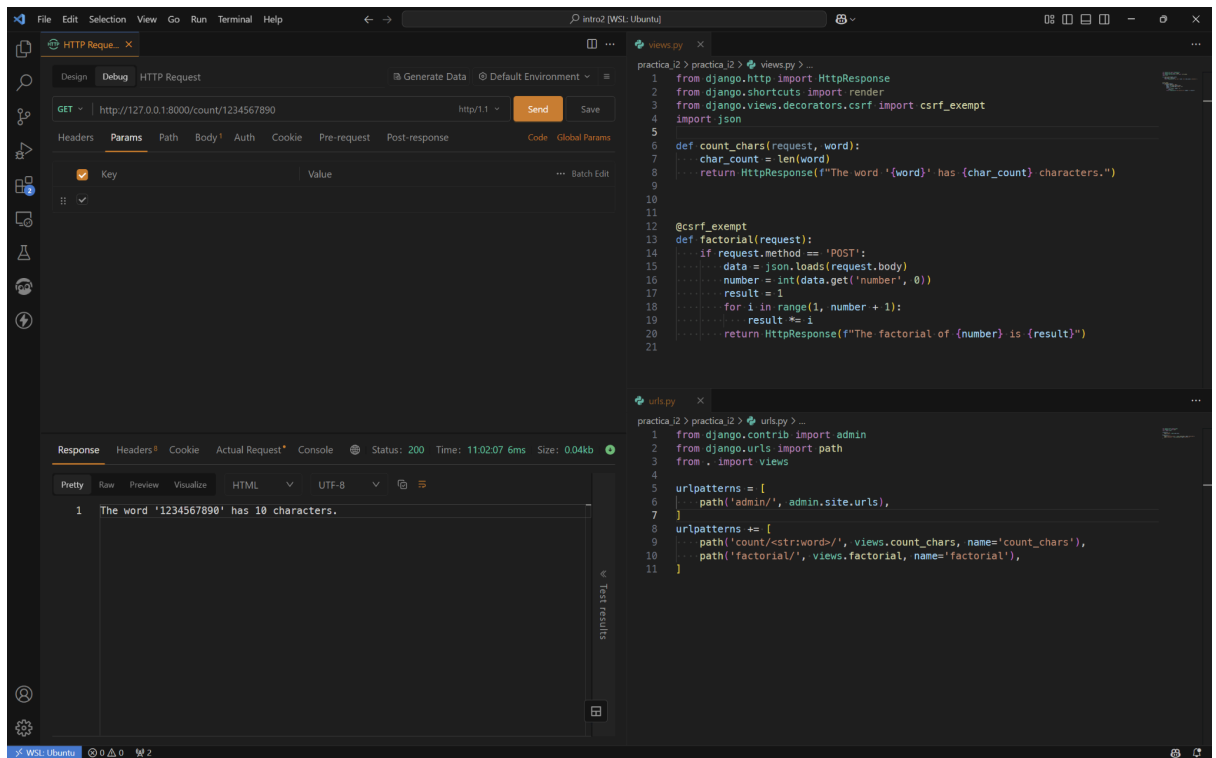 File Edit Selection View Go Run Terminal Help
intro2 [WSL: Ubuntu]
HTTP Reque...
Design Debug HTTP Request Generate Data Default Environment
GET http://127.0.0.1:8000/count/1234567890 http/1.1 Send Save
Headers Params Path Body1 Auth Cookie Pre-request Post-response Code Global Params
Key Value ... Batch Edit
2
Response Headers8 Cookie Actual Request* Console Status: 200 Time: 11:02:07 6ms Size: 0.04kb
Pretty Raw Preview Visualize HTML UTF-8
1 The word '1234567890' has 10 characters.
« Test results
views.py
practica_i2 > practica_i2 > views.py > ...
1 from django.http import HttpResponse
2 from django.shortcuts import render
3 from django.views.decorators.csrf import csrf_exempt
4 import json
5
6 def count_chars(request, word):
7     char_count = len(word)
8     return HttpResponse(f"The word '{word}' has {char_count} characters.")
9
10
11
12 @csrf_exempt
13 def factorial(request):
14     if request.method == 'POST':
15         data = json.loads(request.body)
16         number = int(data.get('number', 0))
17         result = 1
18         for i in range(1, number + 1):
19             result *= i
20         return HttpResponse(f"The factorial of {number} is {result}")
21
urls.py
practica_i2 > practica_i2 > urls.py > ...
1 from django.contrib import admin
2 from django.urls import path
3 from . import views
4
5 urlpatterns = [
6     path('admin/', admin.site.urls),
7 ]
8 urlpatterns += [
9     path('count/<str:word>/', views.count_chars, name='count_chars'),
10     path('factorial/', views.factorial, name='factorial'),
11 ]
WSL: Ubuntu 0 0 2